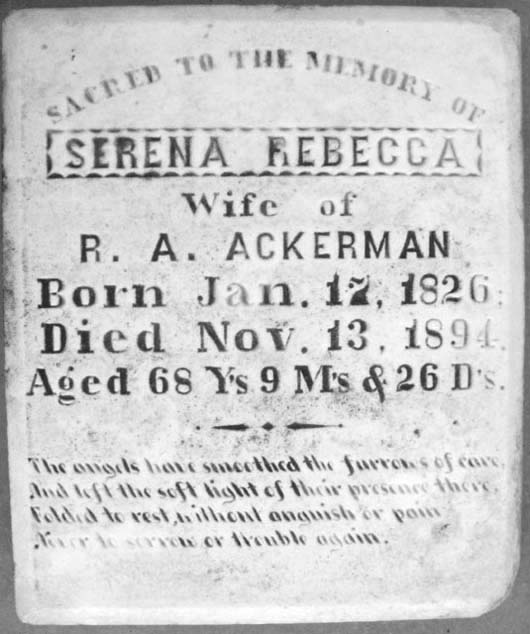 SACRED TO THE MEMORY OF
SERENA REBECCA
Wife of
R. A. ACKERMAN
Born Jan. 17, 1826;
Died Nov. 13, 1894.
Aged 68 Y's 9 M's & 26 D's.
The angels have smoothed the furrows of care,
And left the soft light of their presence there,
Folded to rest, without anguish or pain
Never to sorrow or trouble again.